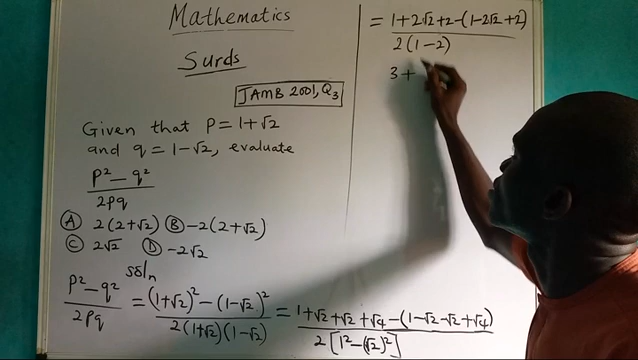 Mathematics
Surds
JAMB 2001, Q3
Given that P = 1+√2
and q = 1-√2, evaluate
P² - q²
2pq
(A) 2(2+√2) (B) -2(2+√2)
(C) 2√2 (D) -2√2
soln
P² - q² / 2pq = (1+√2)² - (1-√2)² / 2(1+√2)(1-√2) = 1+√2+√2+√4-(1-√2-√2+√4) / 2[1²-(√2)²]
= 1+2√2+2-(1-2√2+2)
2(1-2)
3+